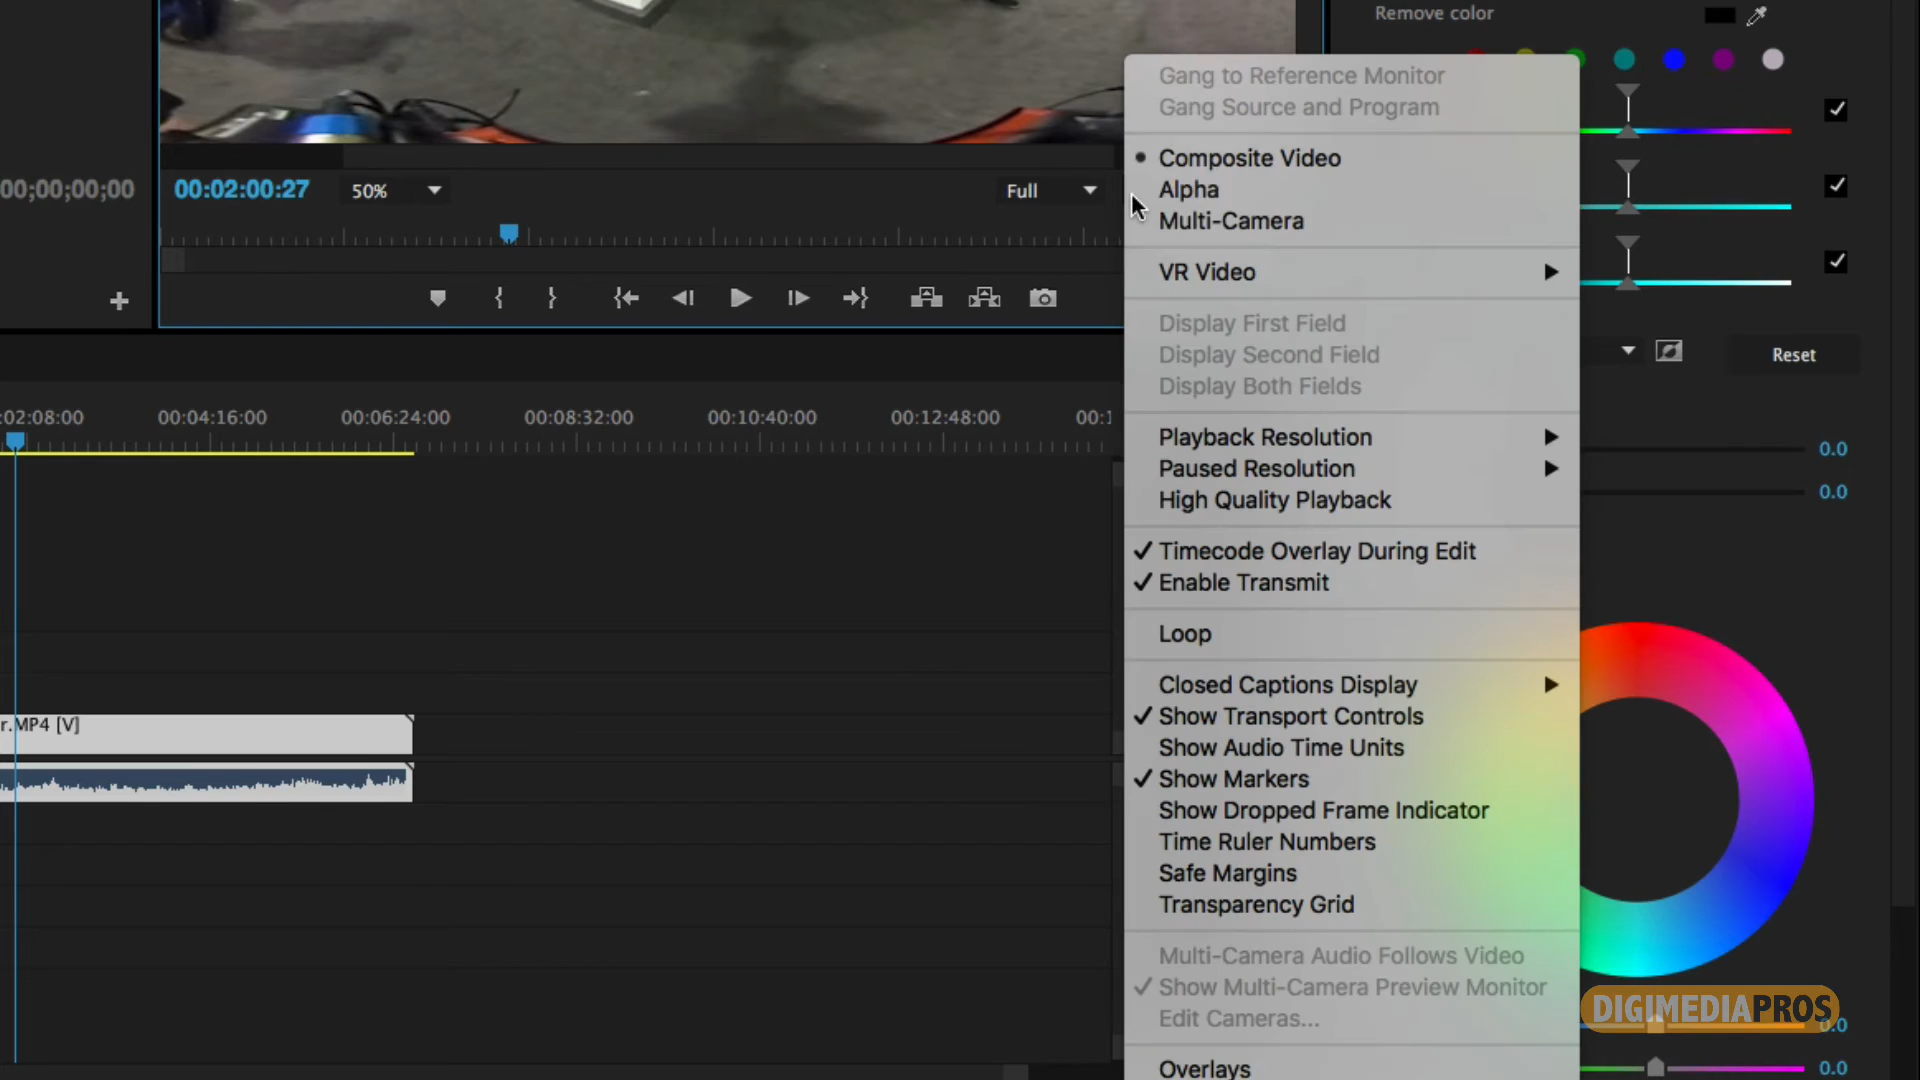 Remove color
Gang to Reference Monitor
Gang Source and Program
Composite Video
Alpha
Multi-Camera
VR Video
Display First Field
Display Second Field
Display Both Fields
Playback Resolution
Paused Resolution
High Quality Playback
Timecode Overlay During Edit
Enable Transmit
Loop
Closed Captions Display
Show Transport Controls
Show Audio Time Units
Show Markers
Show Dropped Frame Indicator
Time Ruler Numbers
Safe Margins
Transparency Grid
Multi-Camera Audio Follows Video
Show Multi-Camera Preview Monitor
Edit Cameras...
Overlays
00;00;00;00
00:02:00:27
50%
Full
Reset
:02:08:00 00:04:16:00 00:06:24:00 00:08:32:00 00:10:40:00 00:12:48:00 00:1
0.0
0.0
r.MP4 [V]
DIGIMEDIAPROS
0.0
0.0